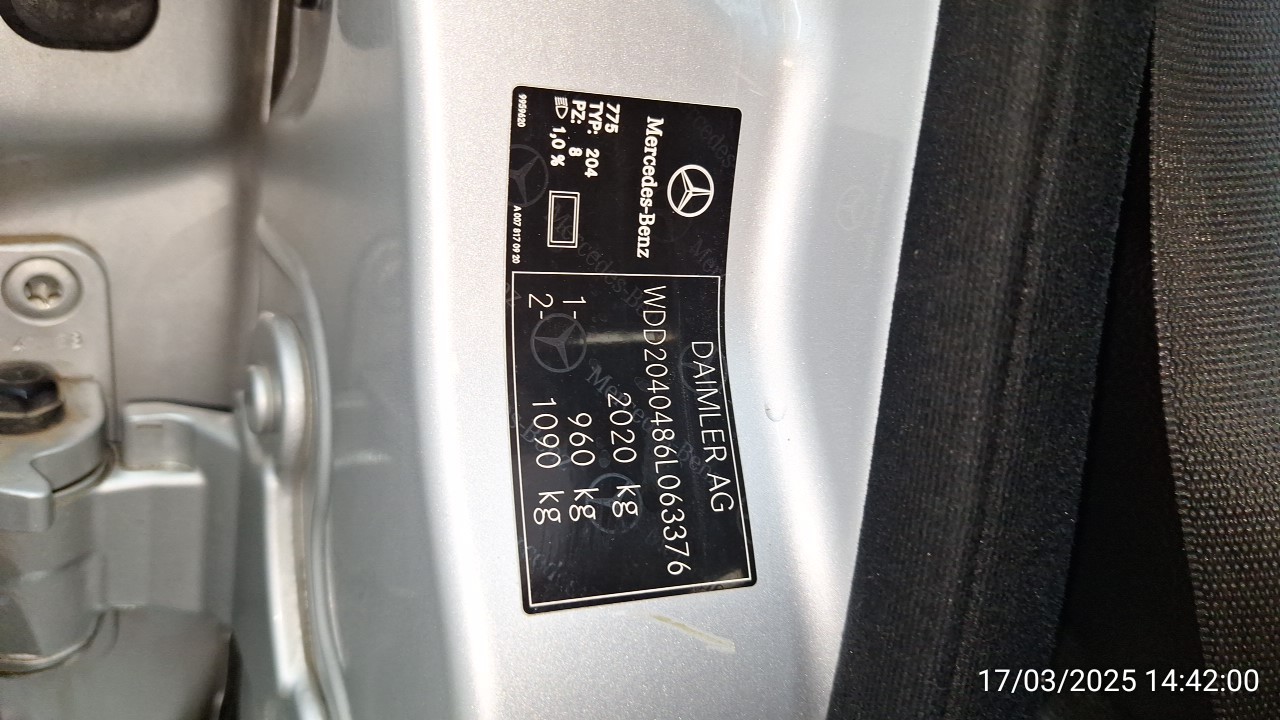 Mercedes-Benz
775
TYP: 204
PZ: 8
1,0 %
9959620
A 007 817 09 20
DAIMLER AG
WDD2040486L063376
2020 kg
1- 960 kg
2- 1090 kg
17/03/2025 14:42:00